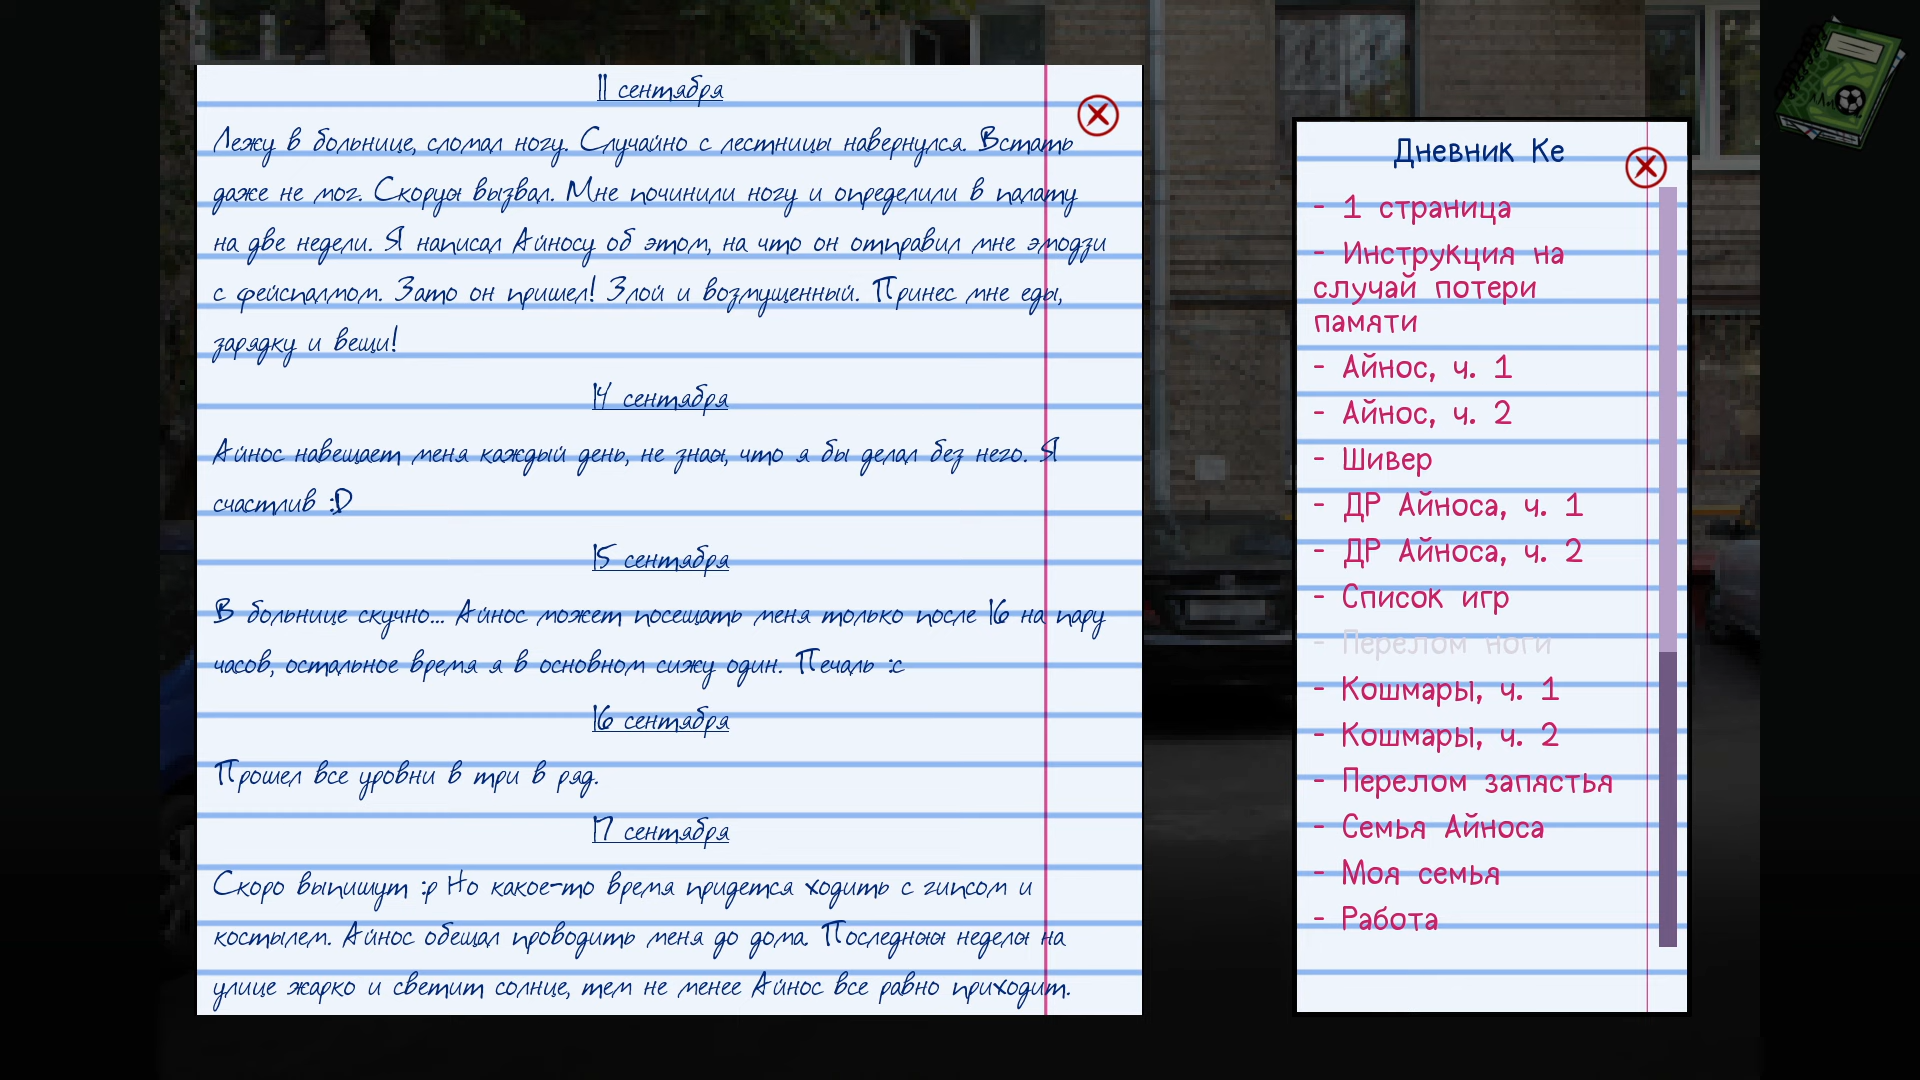 11 сентября
Лежу в больнице, сломал ногу. Случайно с лестницы навернулся. Встать
даже не мог. Скорую вызвал. Мне починили ногу и определили в палату
на две недели. Я написал Айносу об этом, на что он отправил мне эмодзи
с фейспалмом. Зато он пришел! Злой и возмущенный. Принес мне еды,
зарядку и вещи!
14 сентября
Айнос навещает меня каждый день, не знаю, что я бы делал без него. Я
счастлив :D
15 сентября
В больнице скучно... Айнос может посещать меня только после 16 на пару
часов, остальное время я в основном сижу один. Печаль :с
16 сентября
Прошел все уровни в три в ряд.
17 сентября
Скоро выпишут :р Но какое-то время придется ходить с гипсом и
костылем. Айнос обещал проводить меня до дома. Последнюю неделю на
улице жарко и светит солнце, тем не менее Айнос все равно приходит.
Дневник Ке
- 1 страница
- Инструкция на
случай потери
памяти
- Айнос, ч. 1
- Айнос, ч. 2
- Шивер
- ДР Айноса, ч. 1
- ДР Айноса, ч. 2
- Список игр
- Перелом ноги
- Кошмары, ч. 1
- Кошмары, ч. 2
- Перелом запястья
- Семья Айноса
- Моя семья
- Работа